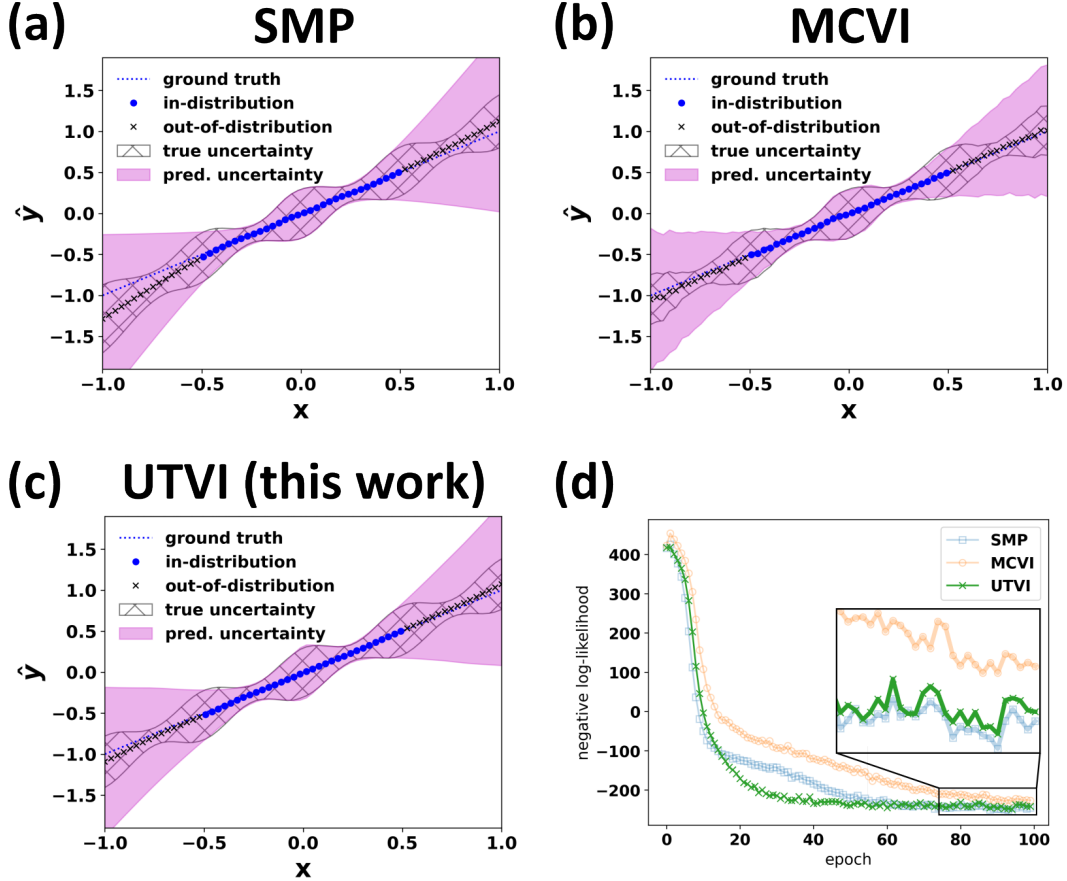 (a) SMP
ground truth
in-distribution
out-of-distribution
true uncertainty
pred. uncertainty
1.5
1.0
0.5
0.0
−0.5
−1.0
−1.5
ŷ
−1.0 −0.5 0.0 0.5 1.0
x
(b) MCVI
ground truth
in-distribution
out-of-distribution
true uncertainty
pred. uncertainty
1.5
1.0
0.5
0.0
−0.5
−1.0
−1.5
ŷ
−1.0 −0.5 0.0 0.5 1.0
x
(c) UTVI (this work)
ground truth
in-distribution
out-of-distribution
true uncertainty
pred. uncertainty
1.5
1.0
0.5
0.0
−0.5
−1.0
−1.5
ŷ
−1.0 −0.5 0.0 0.5 1.0
x
(d)
SMP
MCVI
UTVI
400
300
200
100
0
−100
−200
negative log-likelihood
0 20 40 60 80 100
epoch